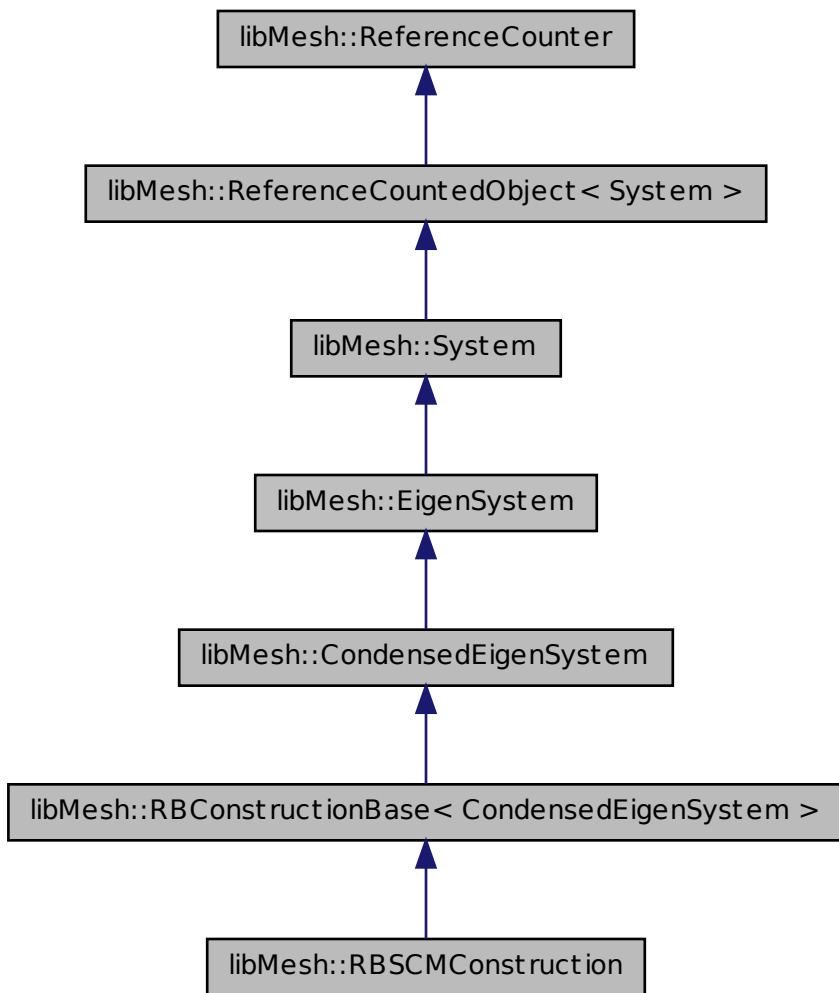 libMesh::ReferenceCounter
libMesh::ReferenceCountedObject< System >
libMesh::System
libMesh::EigenSystem
libMesh::CondensedEigenSystem
libMesh::RBConstructionBase< CondensedEigenSystem >
libMesh::RBSCMConstruction